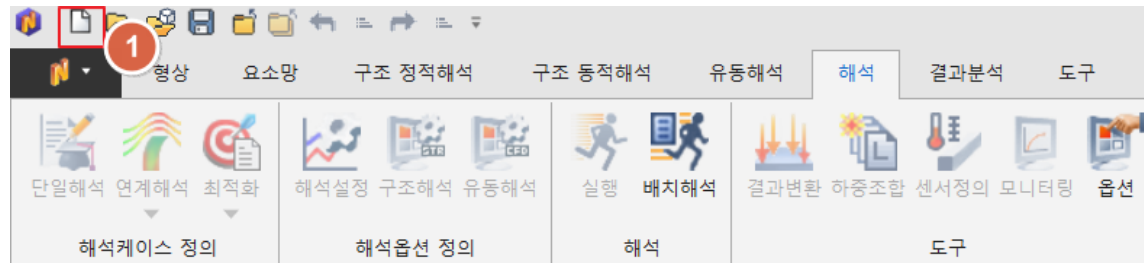 1
형상 요소망 구조 정적해석 구조 동적해석 유동해석 해석 결과분석 도구
STR CFD
단일해석 연계해석 최적화 해석설정 구조해석 유동해석 실행 배치해석 결과변환 하중조합 센서정의 모니터링 옵션
해석케이스 정의 해석옵션 정의 해석 도구